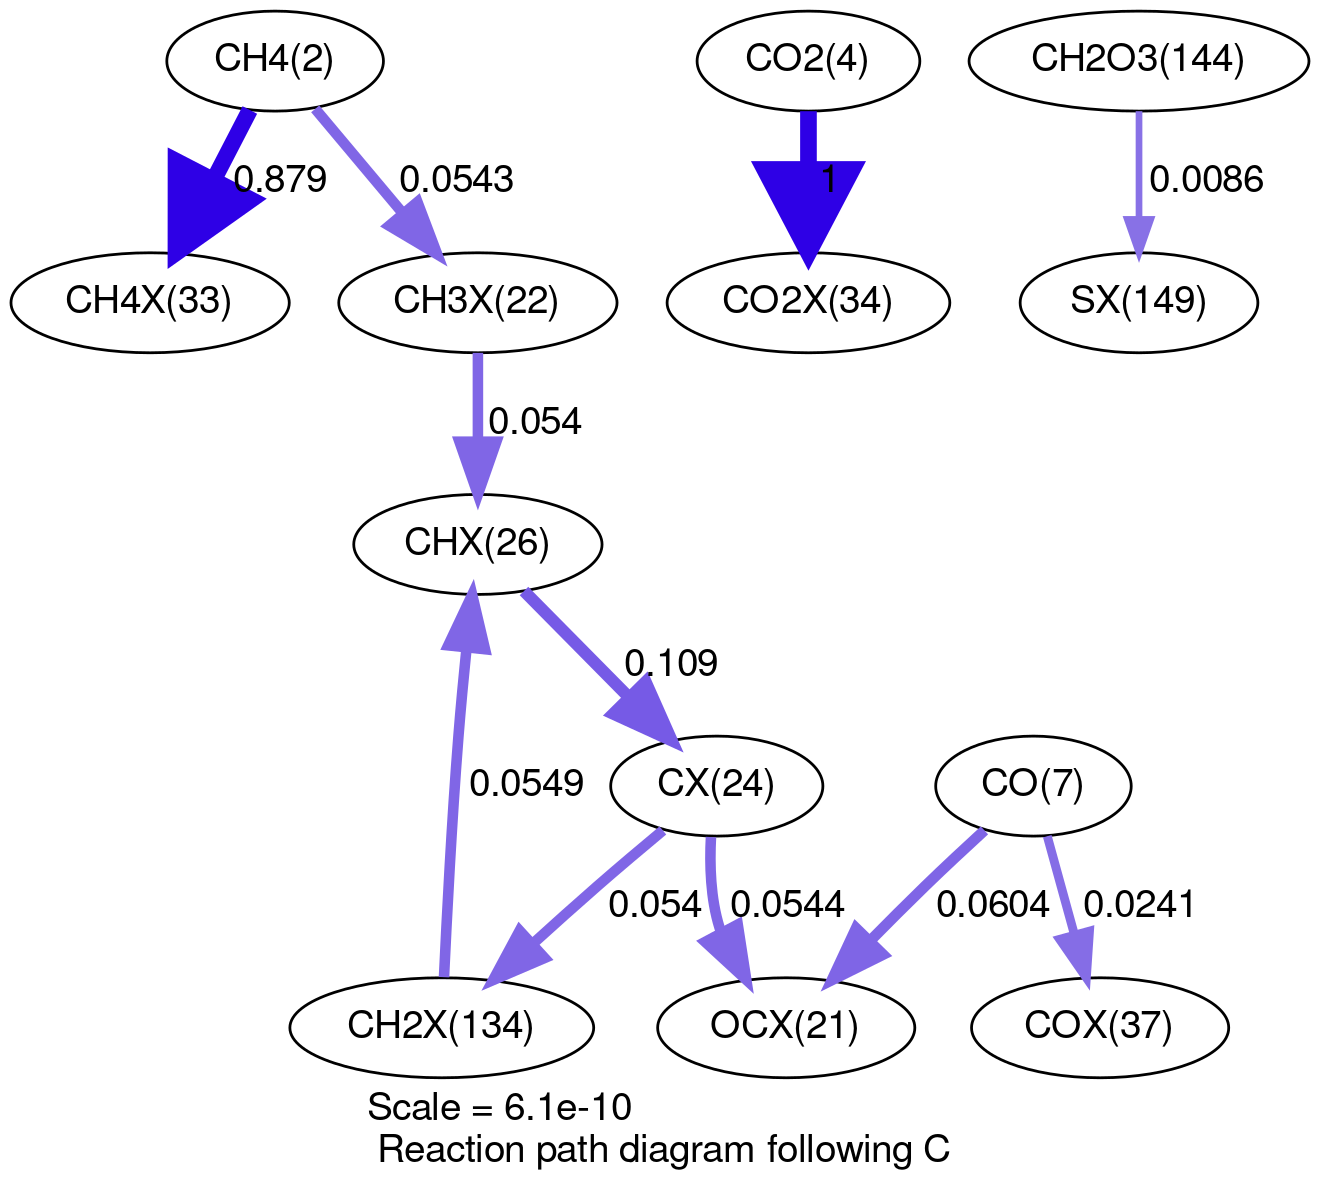 CH4(2)
CO2(4)
CH2O3(144)
0.879
0.0543
1
0.0086
CH4X(33)
CH3X(22)
CO2X(34)
SX(149)
0.054
CHX(26)
0.109
0.0549
CX(24)
CO(7)
0.054
0.0544
0.0604
0.0241
CH2X(134)
OCX(21)
COX(37)
Scale = 6.1e-10
Reaction path diagram following C